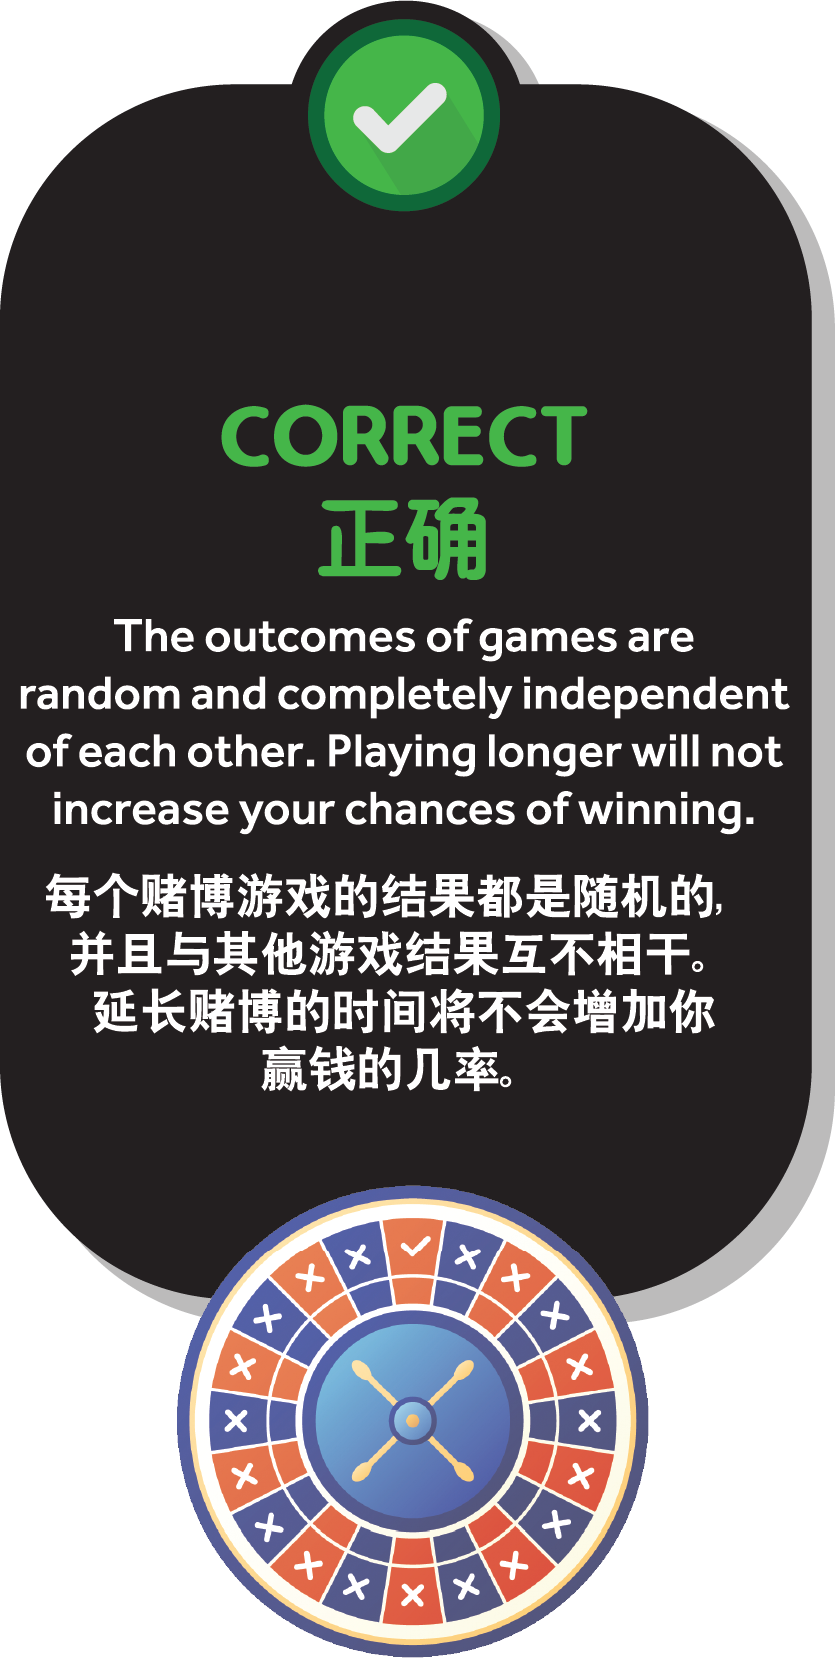 CORRECT
正确
The outcomes of games are
random and completely independent
of each other. Playing longer will not
increase your chances of winning.
每个赌博游戏的结果都是随机的,
并且与其他游戏结果互不相干。
延长赌博的时间将不会增加你
赢钱的几率。